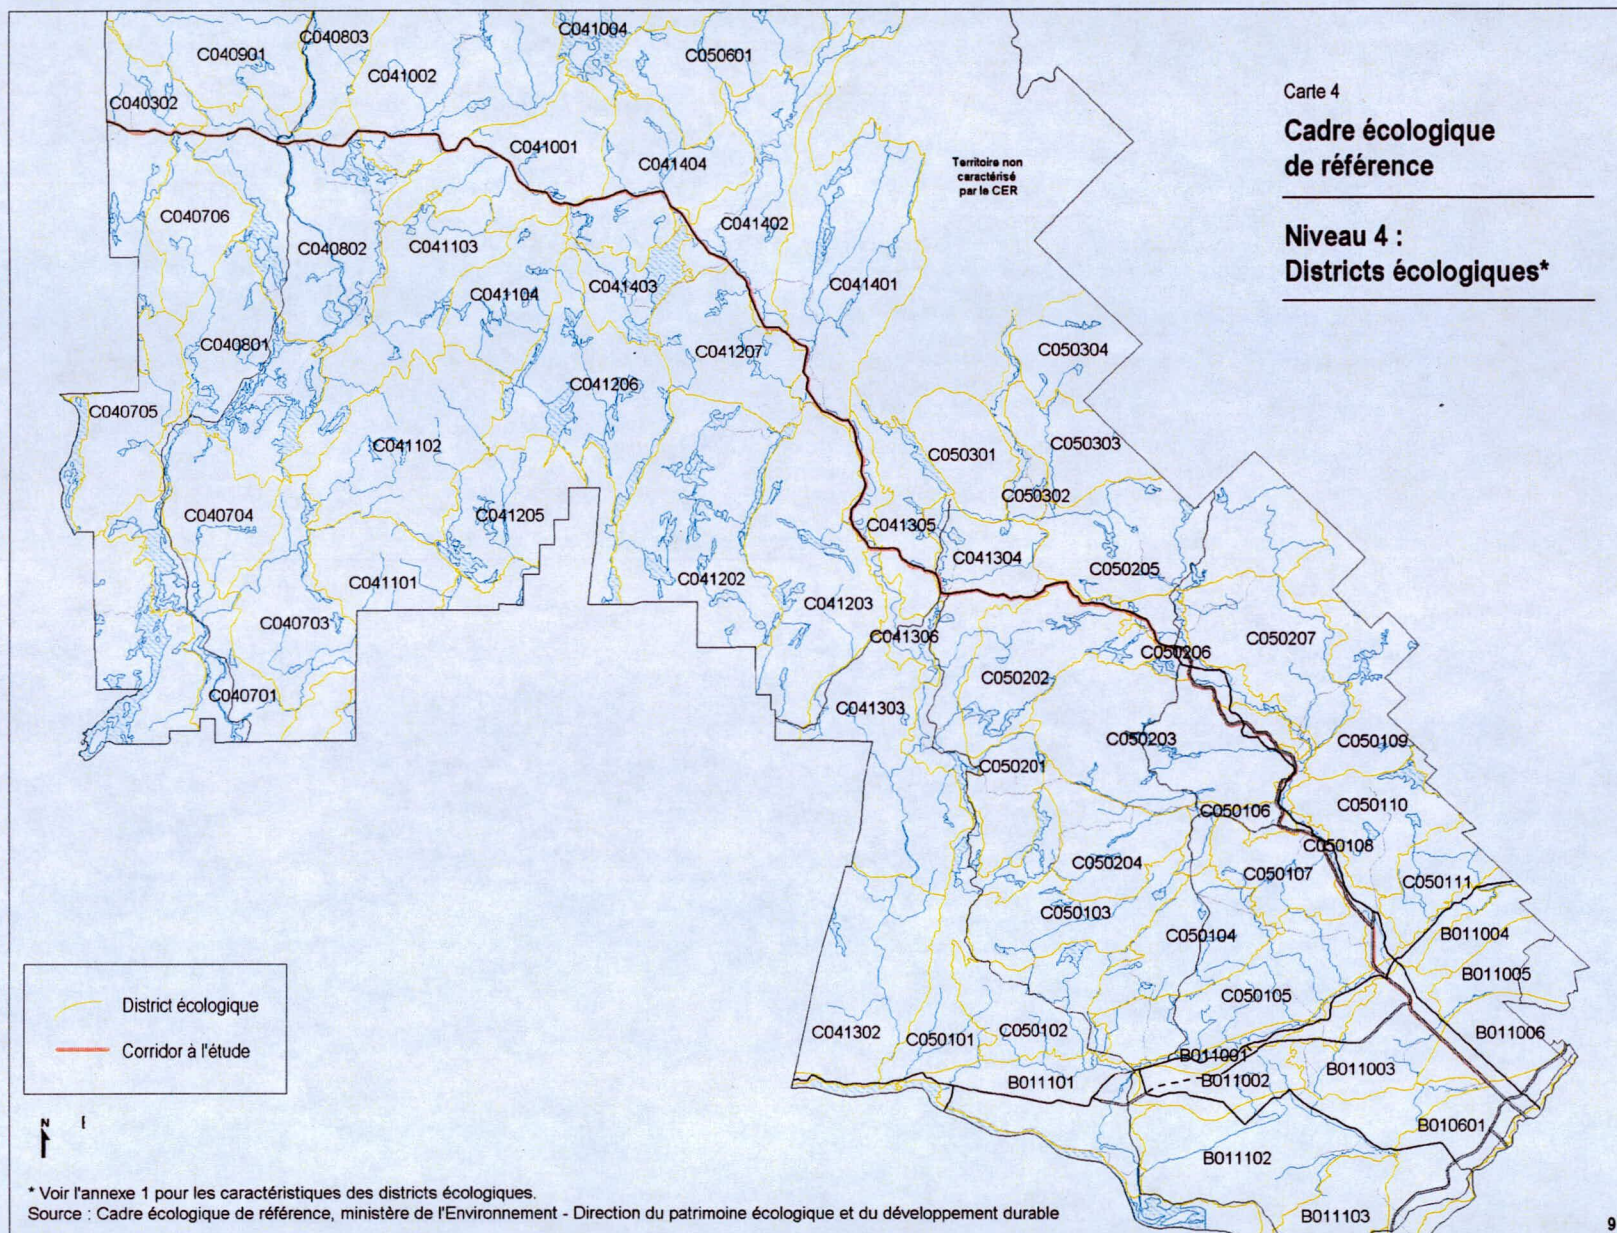 Carte 4
Cadre écologique
de référence
Niveau 4 :
Districts écologiques*
Territoire non
caractérisé
par le CER
C040901
C040803
C041002
C041004
C050601
C040302
C041001
C041404
C040706
C040802
C041103
C041402
C041104
C041403
C041401
C040801
C041207
C050304
C041206
C040705
C041102
C050301
C050303
C050302
C040704
C041205
C041305
C041304
C050205
C041101
C041202
C041203
C040703
C041306
C050206
C050207
C050202
C040701
C041303
C050203
C050109
C050201
C050106
C050110
C050108
C050204
C050107
C050111
C050103
C050104
B011004
B011005
C050105
C041302
C050101
C050102
B011006
B011001
B011101
B011002
B011003
B010601
B011102
B011103
District écologique
Corridor à l'étude
N
* Voir l'annexe 1 pour les caractéristiques des districts écologiques.
Source : Cadre écologique de référence, ministère de l'Environnement - Direction du patrimoine écologique et du développement durable
9